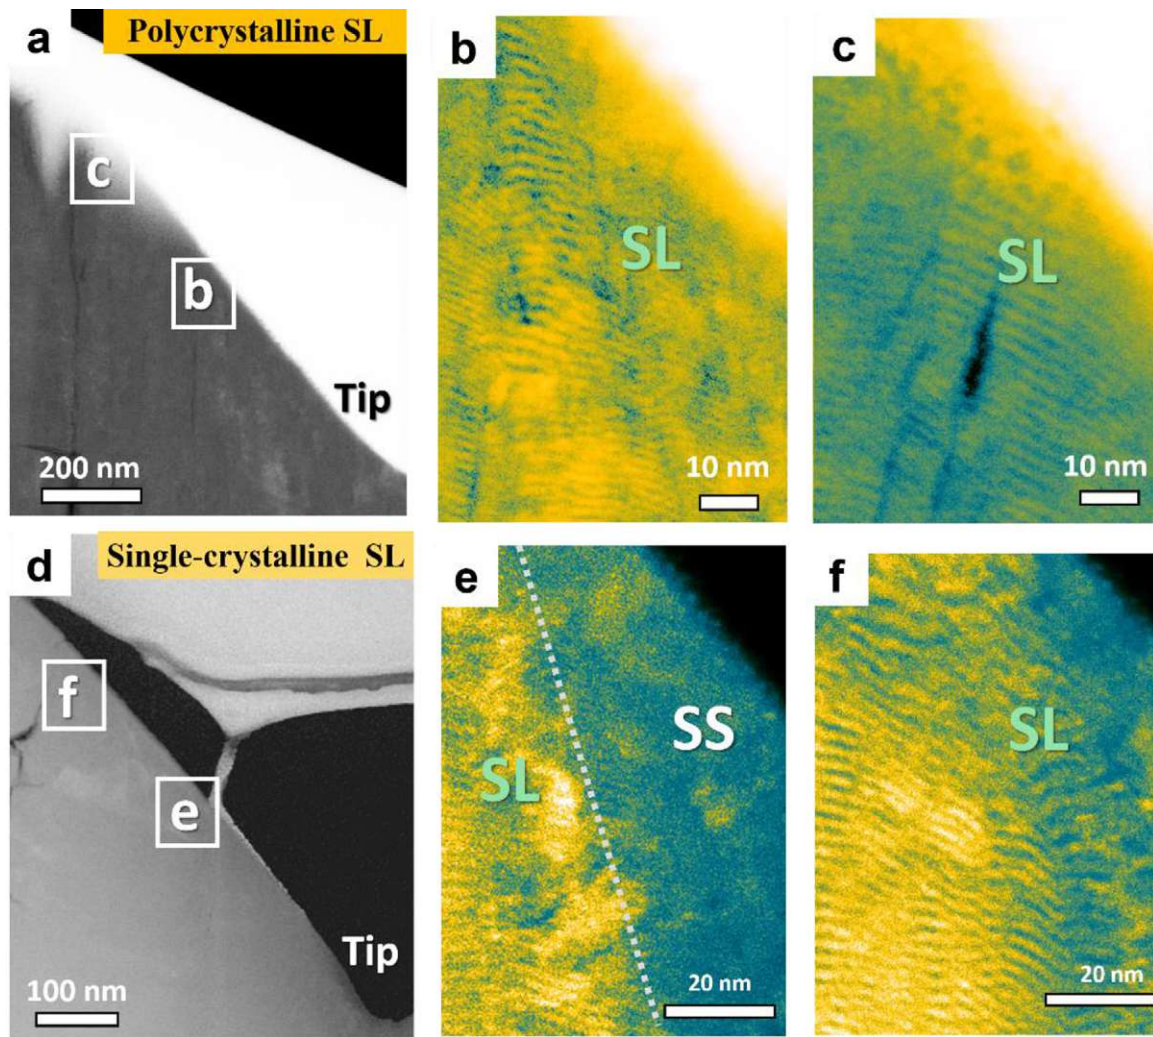 a
Polycrystalline SL
c
b
Tip
200 nm
b
SL
10 nm
c
SL
10 nm
d
Single-crystalline SL
f
e
Tip
100 nm
e
SL
SS
20 nm
f
SL
20 nm